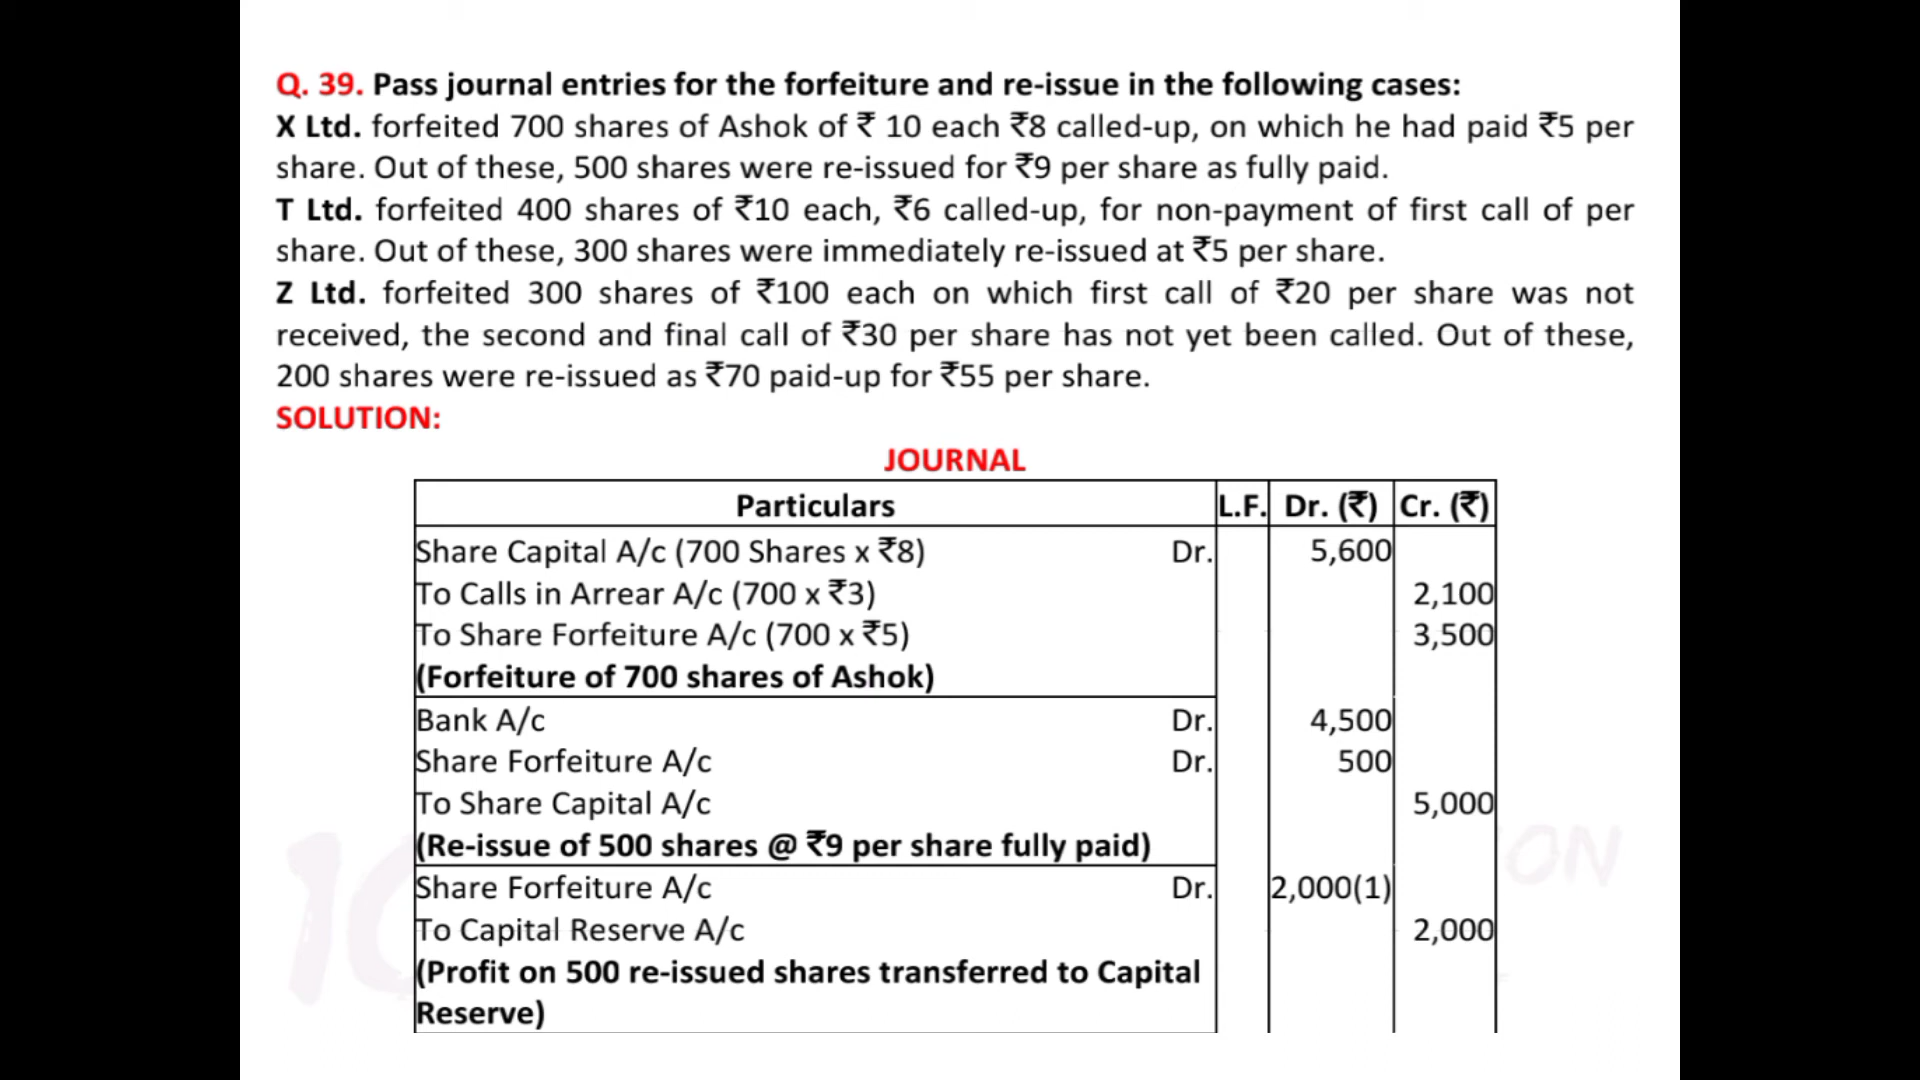 Q. 39. Pass journal entries for the forfeiture and re-issue in the following cases:
X Ltd. forfeited 700 shares of Ashok of ₹ 10 each ₹8 called-up, on which he had paid ₹5 per
share. Out of these, 500 shares were re-issued for ₹9 per share as fully paid.
T Ltd. forfeited 400 shares of ₹10 each, ₹6 called-up, for non-payment of first call of per
share. Out of these, 300 shares were immediately re-issued at ₹5 per share.
Z Ltd. forfeited 300 shares of ₹100 each on which first call of ₹20 per share was not
received, the second and final call of ₹30 per share has not yet been called. Out of these,
200 shares were re-issued as ₹70 paid-up for ₹55 per share.
SOLUTION:
JOURNAL
Particulars L.F. Dr. (₹) Cr. (₹)
Share Capital A/c (700 Shares x ₹8) Dr. 5,600
To Calls in Arrear A/c (700 x ₹3) 2,100
To Share Forfeiture A/c (700 x ₹5) 3,500
(Forfeiture of 700 shares of Ashok)
Bank A/c Dr. 4,500
Share Forfeiture A/c Dr. 500
To Share Capital A/c 5,000
(Re-issue of 500 shares @ ₹9 per share fully paid)
Share Forfeiture A/c Dr. 2,000(1)
To Capital Reserve A/c 2,000
(Profit on 500 re-issued shares transferred to Capital
Reserve)